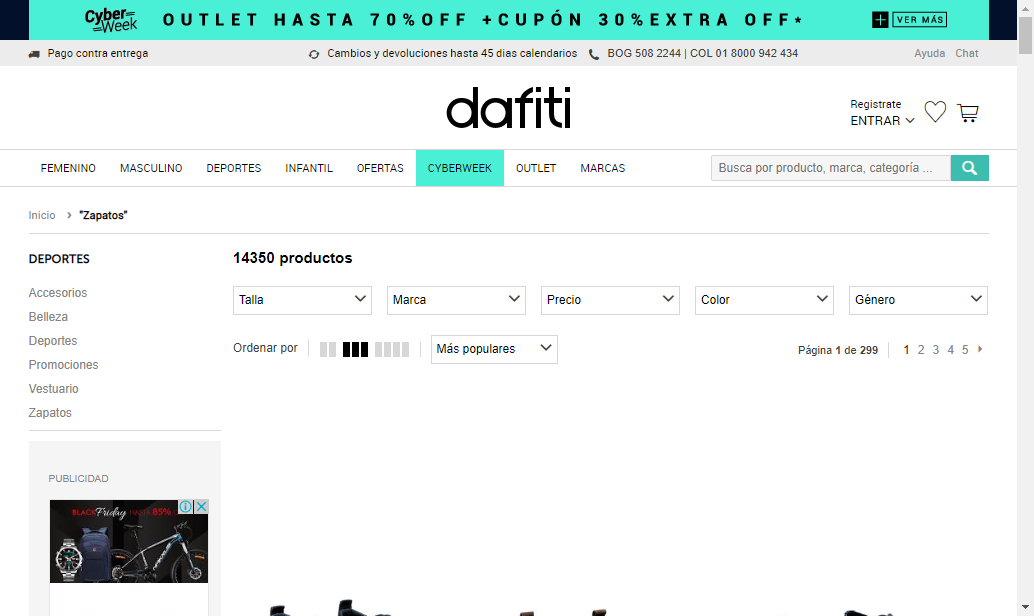 Cyber Week
OUTLET HASTA 70%OFF +CUPÓN 30%EXTRA OFF*
VER MÁS
Pago contra entrega
Cambios y devoluciones hasta 45 dias calendarios
BOG 508 2244 | COL 01 8000 942 434
Ayuda Chat
dafiti
Registrate
ENTRAR
FEMENINO MASCULINO DEPORTES INFANTIL OFERTAS CYBERWEEK OUTLET MARCAS
Busca por producto, marca, categoría ...
Inicio › "Zapatos"
DEPORTES
Accesorios
Belleza
Deportes
Promociones
Vestuario
Zapatos
14350 productos
Talla Marca Precio Color Género
Ordenar por Más populares
Página 1 de 299 1 2 3 4 5
PUBLICIDAD
BLACK Friday HASTA 85%